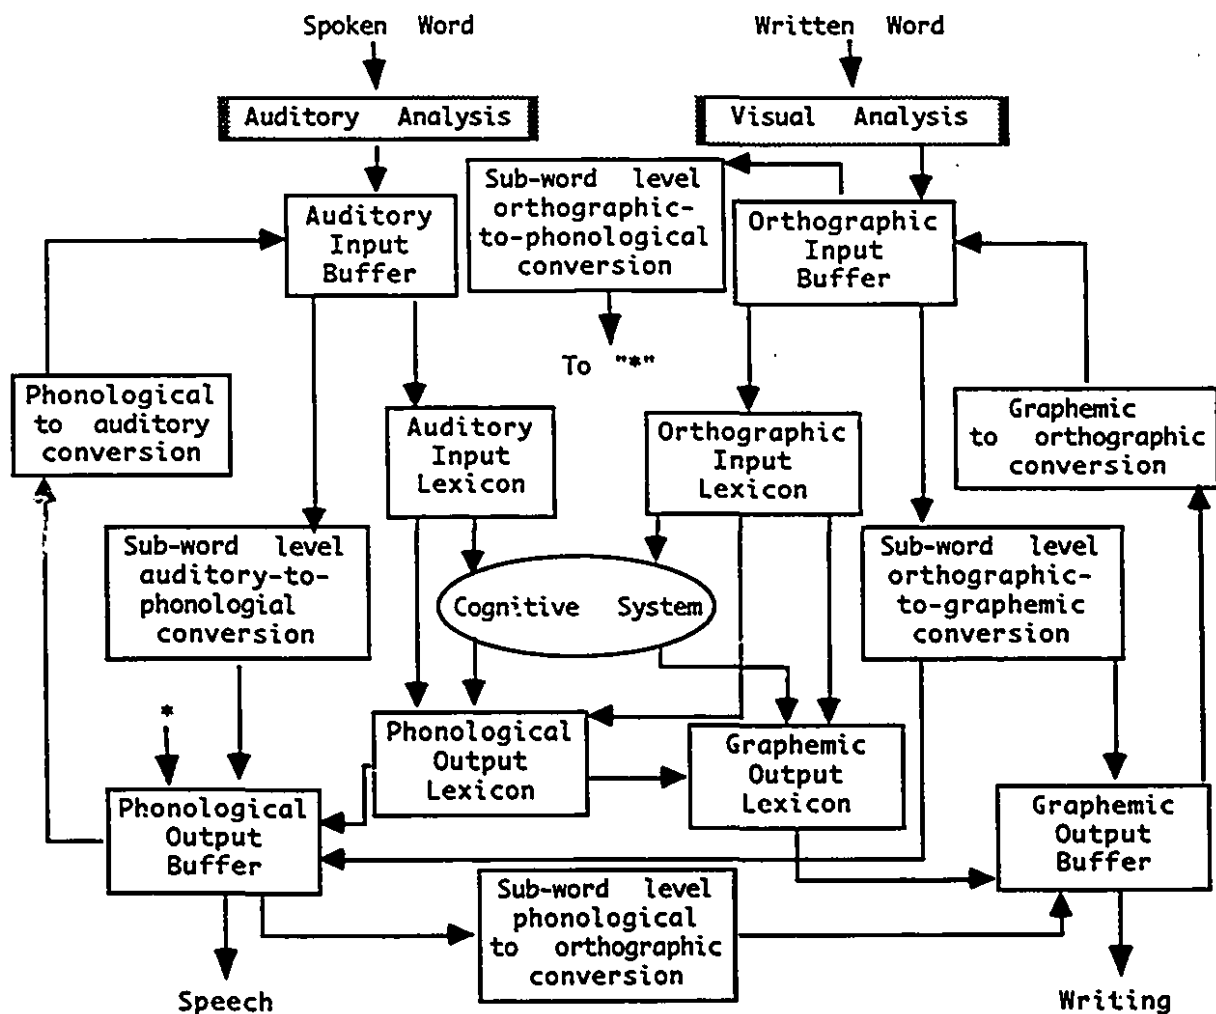 Spoken Word
Written Word
Auditory Analysis
Visual Analysis
Sub-word level
orthographic-
to-phonological
conversion
Auditory
Input
Buffer
Orthographic
Input
Buffer
To "*"
Phonological
to auditory
conversion
Auditory
Input
Lexicon
Orthographic
Input
Lexicon
Graphemic
to orthographic
conversion
Sub-word level
auditory-to-
phonologial
conversion
Cognitive System
Sub-word level
orthographic-
to-graphemic
conversion
*
Phonological
Output
Lexicon
Graphemic
Output
Lexicon
Phonological
Output
Buffer
Graphemic
Output
Buffer
Sub-word level
phonological
to orthographic
conversion
Speech
Writing